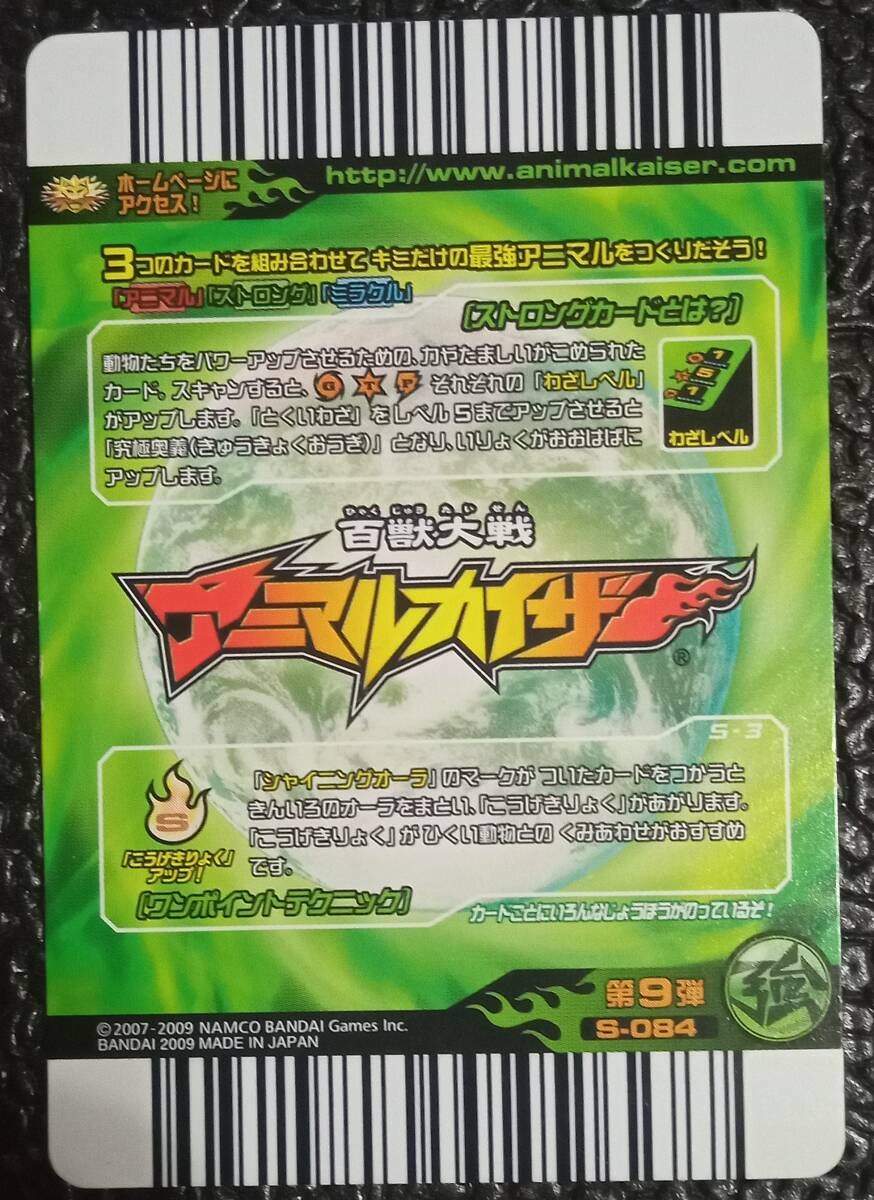 ホームページに
アクセス！
http://www.animalkaiser.com
3つのカードを組み合わせて キミだけの最強アニマルをつくりだそう！
「アニマル」「ストロング」「ミラクル」
［ストロングカードとは？］
動物たちをパワーアップさせるための、力やたましいがこめられた
カード。スキャンすると、G T P それぞれの「わざレベル」
がアップします。「とくいわざ」をレベル5までアップさせると
「究極奥義（きゅうきょくおうぎ）」となり、いりょくがおおはばに
アップします。
1
5
1
わざレベル
ひゃくじゅうたいせん
百獣大戦
アニマルカイザー
®
S-3
「シャイニングオーラ」のマークが ついたカードをつかうと
きんいろのオーラをまとい、「こうげきりょく」があがります。
「こうげきりょく」が ひくい動物との くみあわせがおすすめ
です。
S
「こうげきりょく」
アップ！
［ワンポイントテクニック］
カードごとにいろんなじょうほうがのっているぞ！
第9弾
S-084
強
©2007-2009 NAMCO BANDAI Games Inc.
BANDAI 2009 MADE IN JAPAN